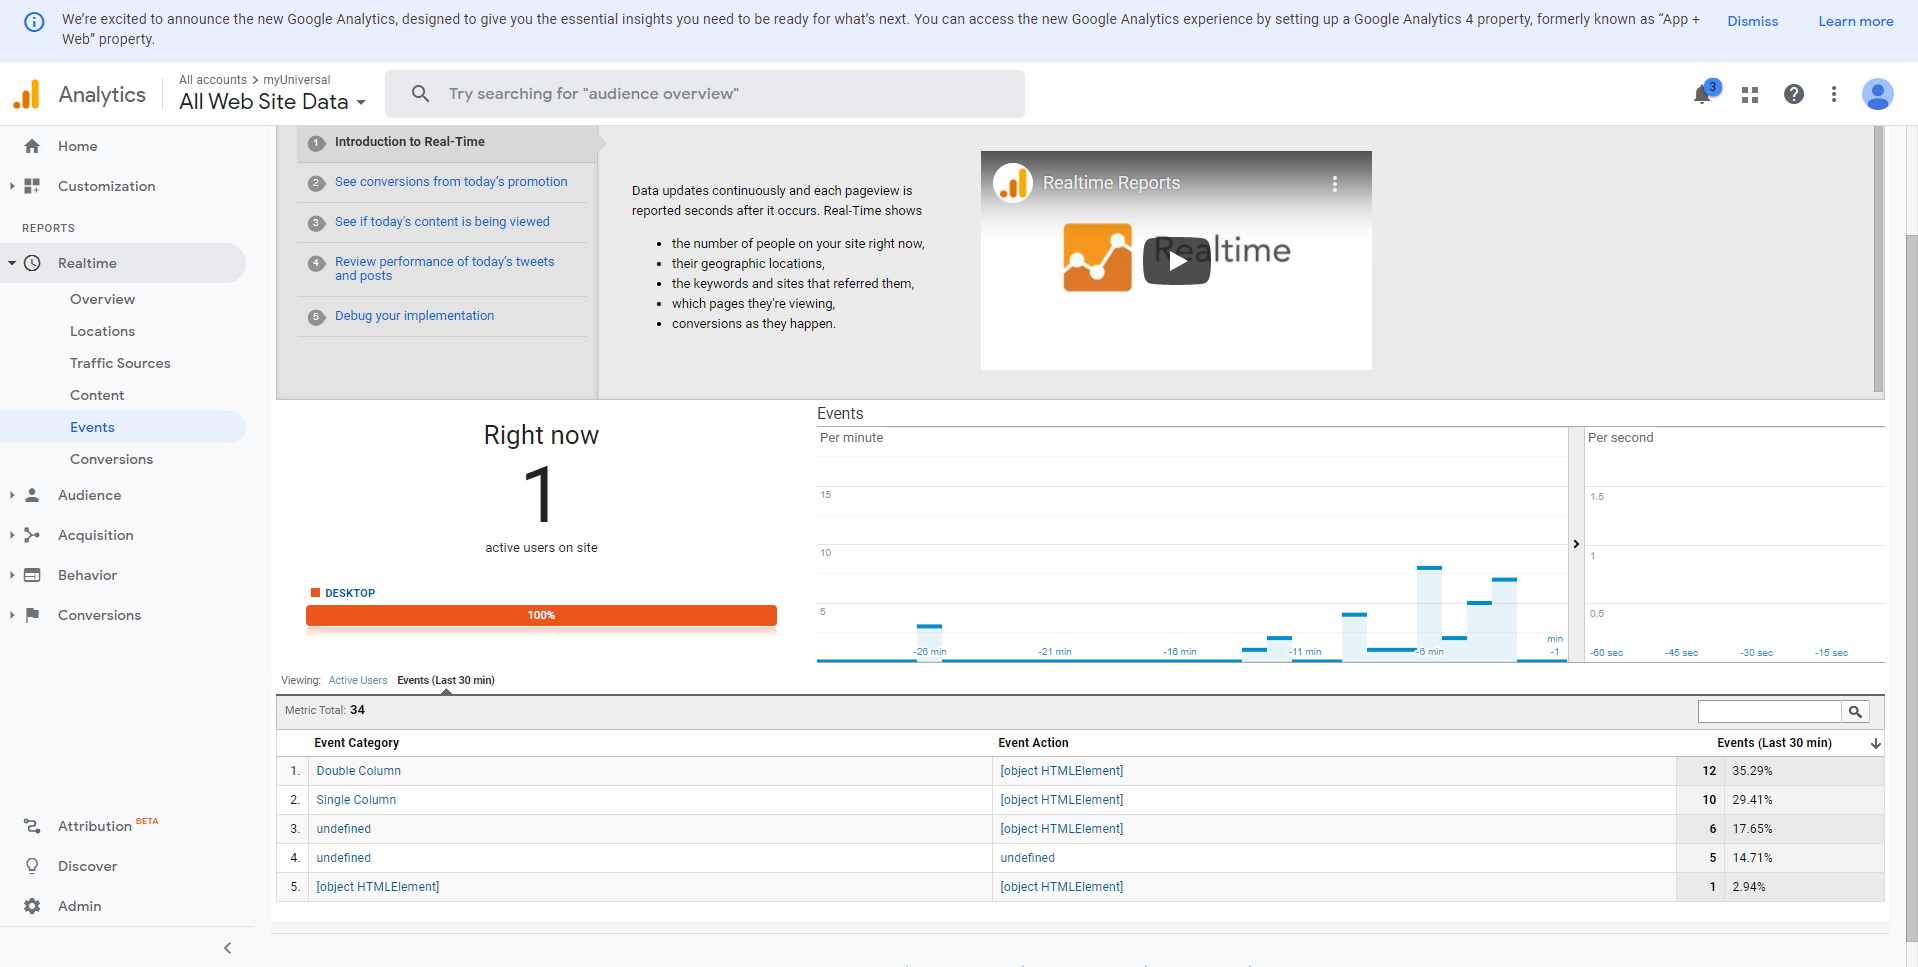 We’re excited to announce the new Google Analytics, designed to give you the essential insights you need to be ready for what’s next. You can access the new Google Analytics experience by setting up a Google Analytics 4 property, formerly known as “App +
Web” property.
Dismiss
Learn more
Analytics
All accounts > myUniversal
All Web Site Data
Try searching for "audience overview"
3
Home
Customization
REPORTS
Realtime
Overview
Locations
Traffic Sources
Content
Events
Conversions
Audience
Acquisition
Behavior
Conversions
Attribution BETA
Discover
Admin
1 Introduction to Real-Time
2 See conversions from today’s promotion
3 See if today's content is being viewed
4 Review performance of today’s tweets
and posts
5 Debug your implementation
Data updates continuously and each pageview is
reported seconds after it occurs. Real-Time shows
• the number of people on your site right now,
• their geographic locations,
• the keywords and sites that referred them,
• which pages they're viewing,
• conversions as they happen.
Realtime Reports
Realtime
Right now
1
active users on site
DESKTOP
100%
Events
Per minute
15
10
5
-26 min
-21 min
-16 min
-11 min
-6 min
min
-1
Per second
1.5
1
0.5
-60 sec
-45 sec
-30 sec
-15 sec
Viewing: Active Users Events (Last 30 min)
Metric Total: 34
Event Category Event Action Events (Last 30 min)
1. Double Column [object HTMLElement] 12 35.29%
2. Single Column [object HTMLElement] 10 29.41%
3. undefined [object HTMLElement] 6 17.65%
4. undefined undefined 5 14.71%
5. [object HTMLElement] [object HTMLElement] 1 2.94%